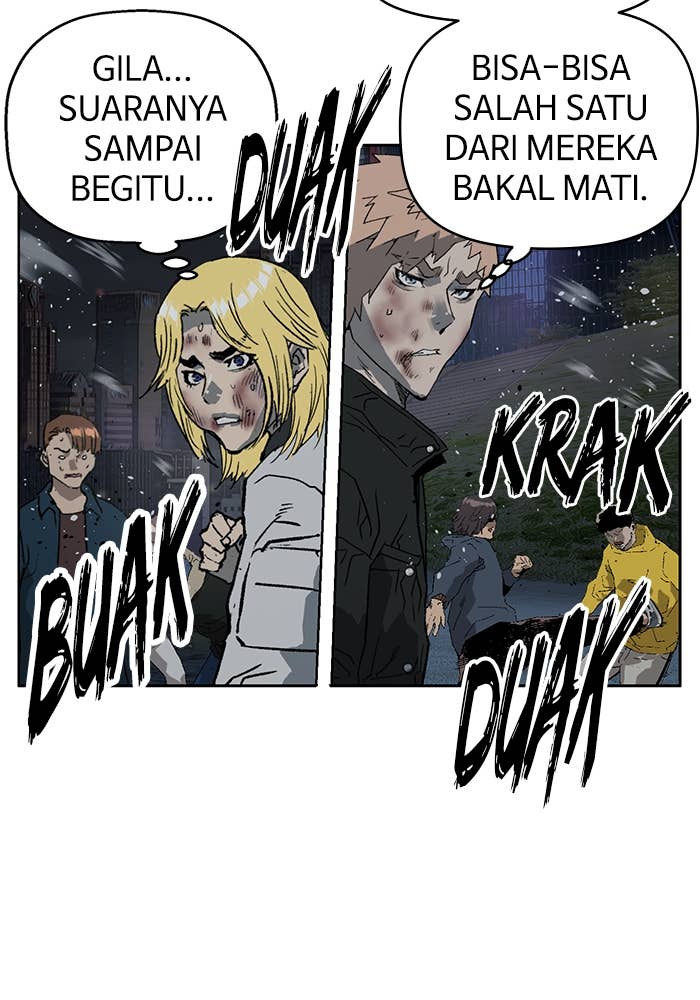 GILA...
SUARANYA
SAMPAI
BEGITU...
DUAK
BUAK
BISA-BISA
SALAH SATU
DARI MEREKA
BAKAL MATI.
KRAK
DUAK